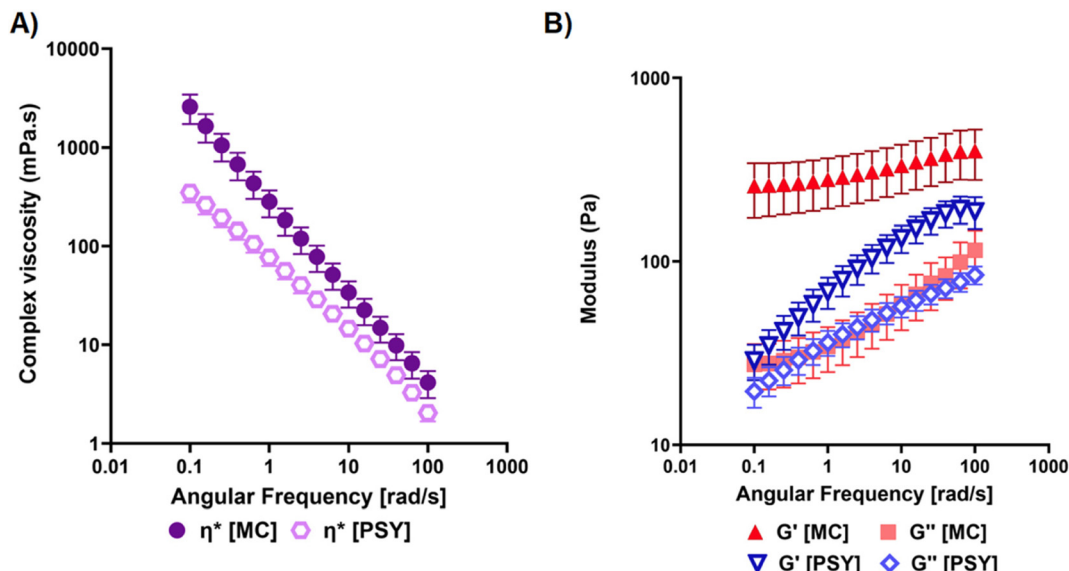 A)
10000
1000
100
10
1
Complex viscosity (mPa.s)
0.01 0.1 1 10 100 1000
Angular Frequency [rad/s]
η* [MC] η* [PSY]
B)
1000
100
10
Modulus (Pa)
0.01 0.1 1 10 100 1000
Angular Frequency [rad/s]
G' [MC] G'' [MC]
G' [PSY] G'' [PSY]